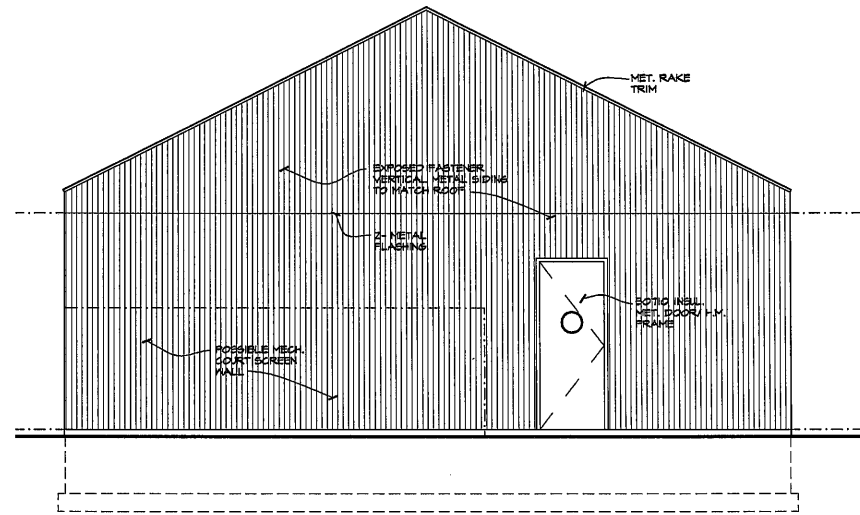 MET. RAKE
TRIM
EXPOSED FASTENER
VERTICAL METAL SIDING
TO MATCH ROOF
Z- METAL
FLASHING
3070 INSUL.
MET. DOOR/ H.M.
FRAME
POSSIBLE MECH.
COURT SCREEN
WALL